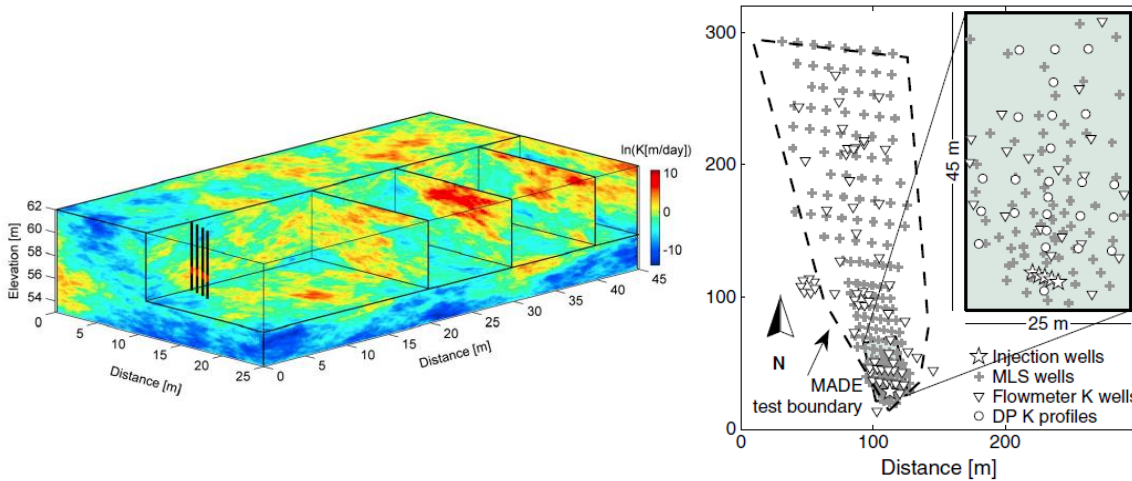 ln(K[m/day])
10
0
-10
Elevation [m]
62
60
58
56
54
0
5
10
15
20
25
Distance [m]
0
5
10
15
20
25
30
35
40
45
Distance [m]
300
200
100
0
0
100
200
Distance [m]
N
MADE
test boundary
45 m
25 m
Injection wells
MLS wells
Flowmeter K wells
DP K profiles